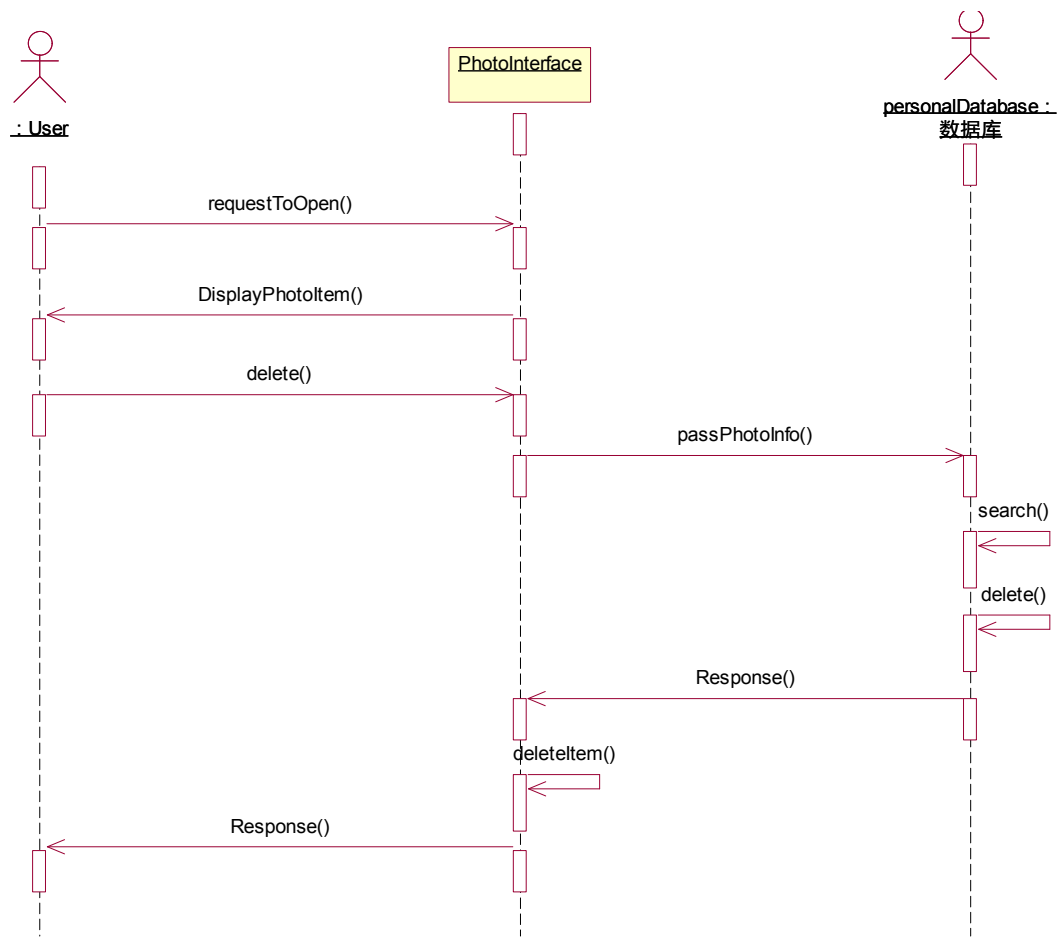 : User
PhotoInterface
personalDatabase :
数据库
requestToOpen()
DisplayPhotoItem()
delete()
passPhotoInfo()
search()
delete()
Response()
deleteItem()
Response()